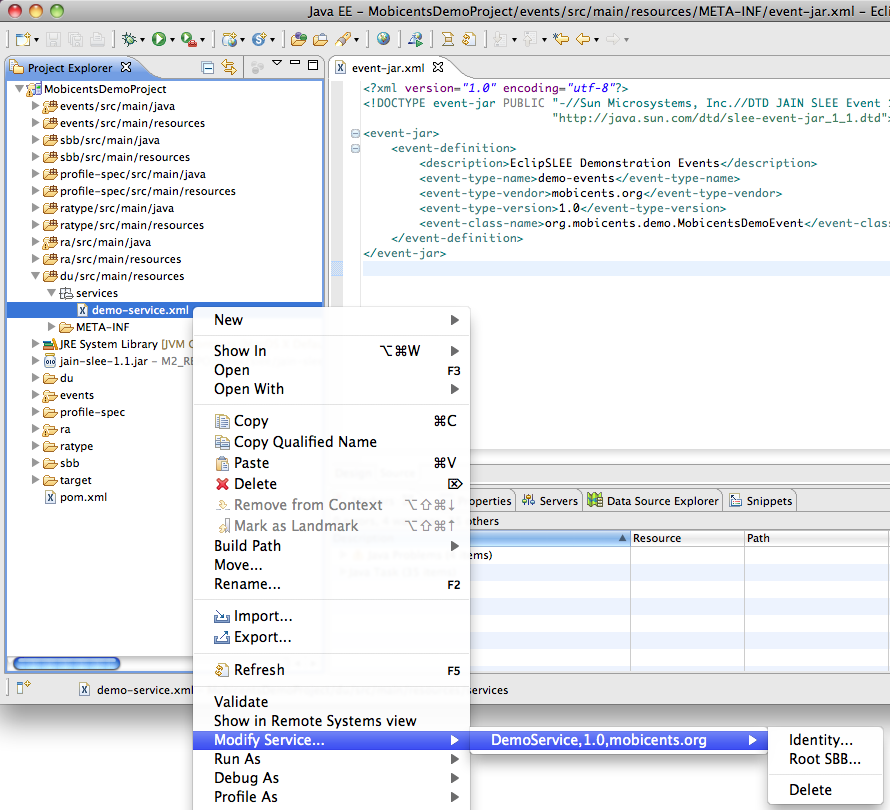 Java EE - MobicentsDemoProject/events/src/main/resources/META-INF/event-jar.xml - Ecli
Project Explorer
MobicentsDemoProject
events/src/main/java
events/src/main/resources
sbb/src/main/java
sbb/src/main/resources
profile-spec/src/main/java
profile-spec/src/main/resources
ratype/src/main/java
ratype/src/main/resources
ra/src/main/java
ra/src/main/resources
du/src/main/resources
services
demo-service.xml
META-INF
JRE System Library [JVM
jain-slee-1.1.jar - M2_RE
du
events
profile-spec
ra
ratype
sbb
target
pom.xml
event-jar.xml
<?xml version="1.0" encoding="utf-8"?>
<!DOCTYPE event-jar PUBLIC "-//Sun Microsystems, Inc.//DTD JAIN SLEE Event 1
"http://java.sun.com/dtd/slee-event-jar_1_1.dtd">
<event-jar>
<event-definition>
<description>EclipSLEE Demonstration Events</description>
<event-type-name>demo-events</event-type-name>
<event-type-vendor>mobicents.org</event-type-vendor>
<event-type-version>1.0</event-type-version>
<event-class-name>org.mobicents.demo.MobicentsDemoEvent</event-clas
</event-definition>
</event-jar>
New
Show In ⌥⌘W
Open F3
Open With
Copy ⌘C
Copy Qualified Name
Paste ⌘V
Delete ⌦
Remove from Context ⌥⇧⌘↓
Mark as Landmark ⌥⇧⌘↑
Build Path
Move...
Rename... F2
Import...
Export...
Refresh F5
Validate
Show in Remote Systems view
Modify Service...
Run As
Debug As
Profile As
DemoService,1.0,mobicents.org
Identity...
Root SBB...
Delete
operties Servers Data Source Explorer Snippets
others
Resource Path
ems)
demo-service.xml
services